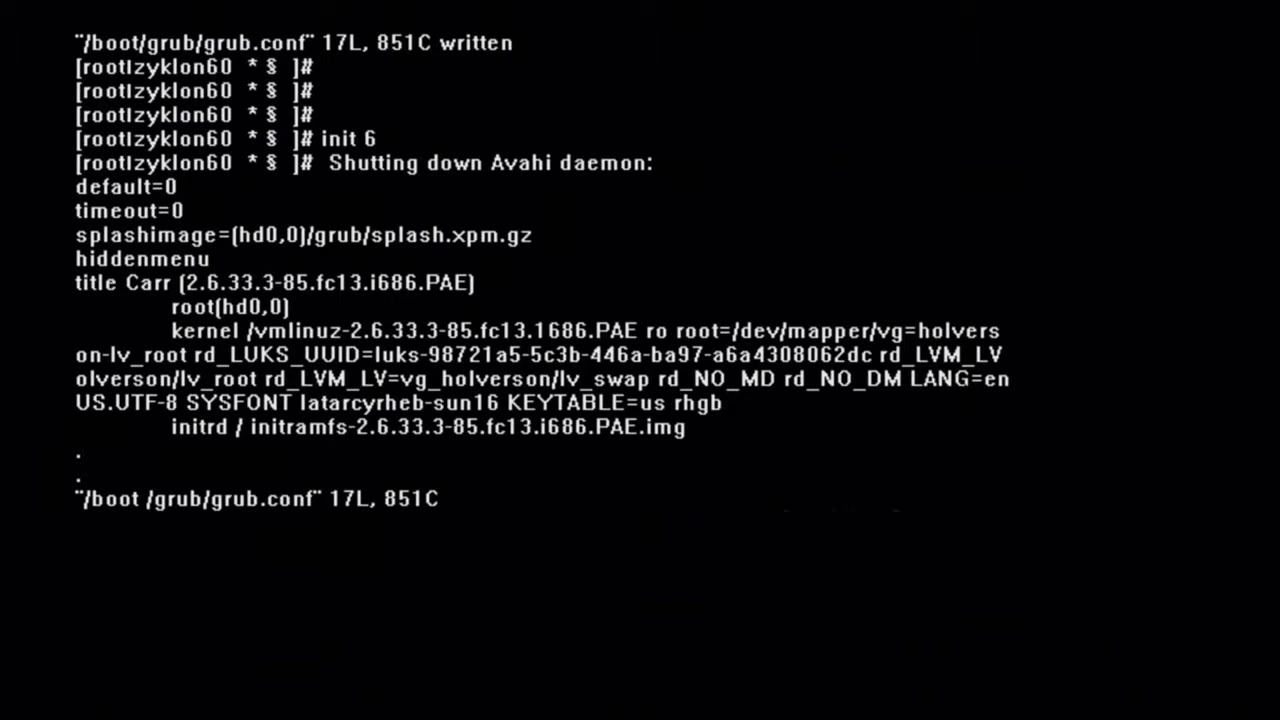 "/boot/grub/grub.conf" 17L, 851C written
[root|zyklon60 * § ]#
[root|zyklon60 * § ]#
[root|zyklon60 * § ]#
[root|zyklon60 * § ]# init 6
[root|zyklon60 * § ]# Shutting down Avahi daemon:
default=0
timeout=0
splashimage=(hd0,0)/grub/splash.xpm.gz
hiddenmenu
title Carr (2.6.33.3-85.fc13.i686.PAE)
root(hd0,0)
kernel /vmlinuz-2.6.33.3-85.fc13.1686.PAE ro root=/dev/mapper/vg=holvers
on-lv_root rd_LUKS_UUID=luks-98721a5-5c3b-446a-ba97-a6a4308062dc rd_LVM_LV
olverson/lv_root rd_LVM_LV=vg_holverson/lv_swap rd_NO_MD rd_NO_DM LANG=en
US.UTF-8 SYSFONT latarcyrheb-sun16 KEYTABLE=us rhgb
initrd / initramfs-2.6.33.3-85.fc13.i686.PAE.img
.
.
"/boot /grub/grub.conf" 17L, 851C